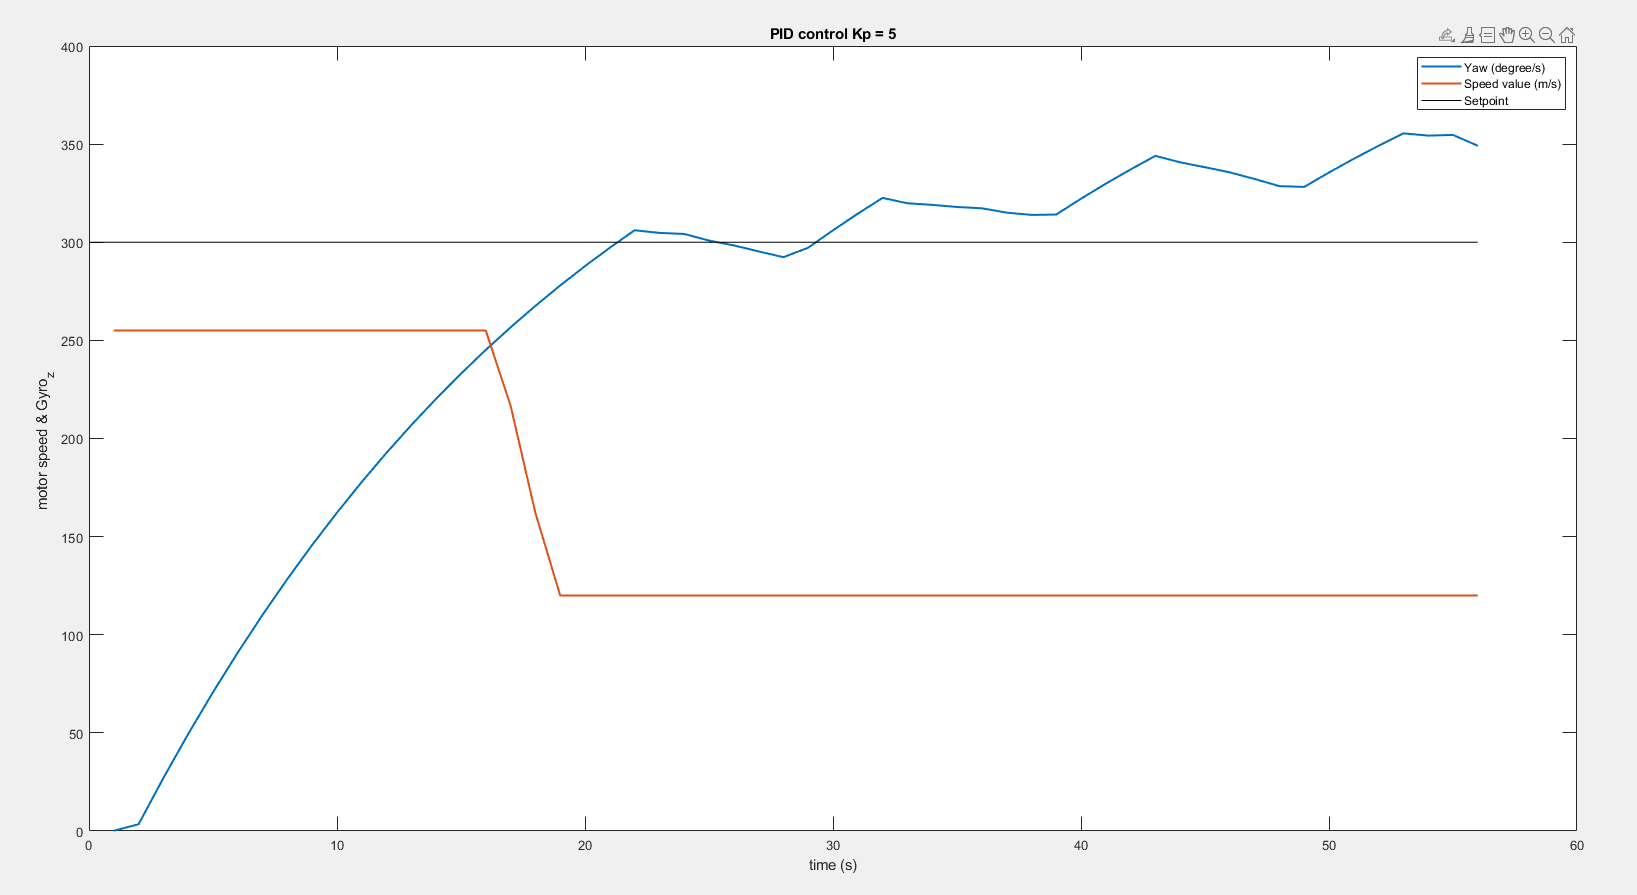 PID control Kp = 5
400
350
300
250
200
150
100
50
0
0 10 20 30 40 50 60
time (s)
motor speed & Gyro_z
Yaw (degree/s)
Speed value (m/s)
Setpoint